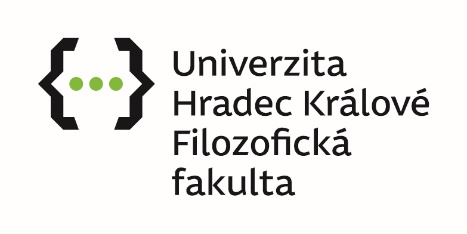 Univerzita
Hradec Králové
Filozofická
fakulta